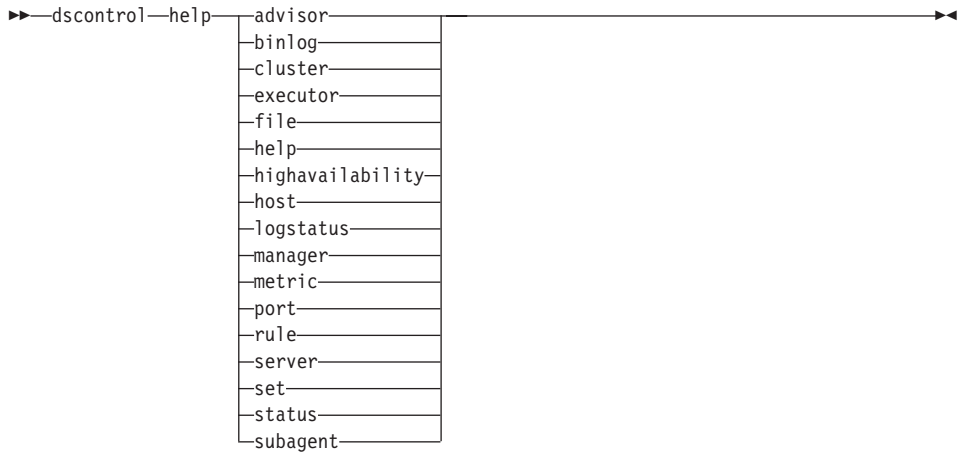 dscontrol help advisor
binlog
cluster
executor
file
help
highavailability
host
logstatus
manager
metric
port
rule
server
set
status
subagent